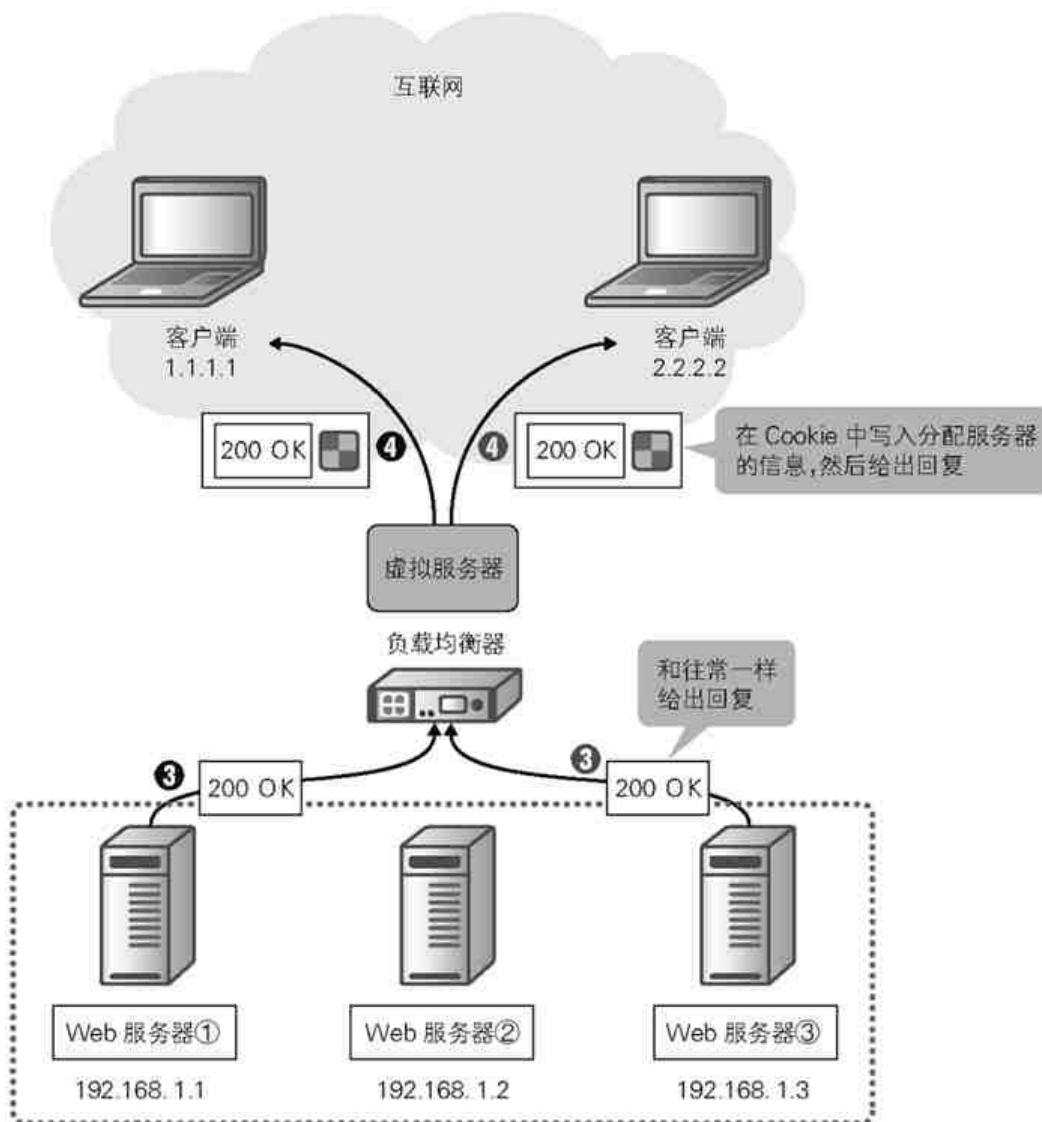 互联网
客户端
1.1.1.1
客户端
2.2.2.2
200 OK
❹
❹
200 OK
在 Cookie 中写入分配服务器
的信息,然后给出回复
虚拟服务器
负载均衡器
和往常一样
给出回复
❸
200 OK
❸
200 OK
Web 服务器①
Web 服务器②
Web 服务器③
192.168.1.1
192.168.1.2
192.168.1.3